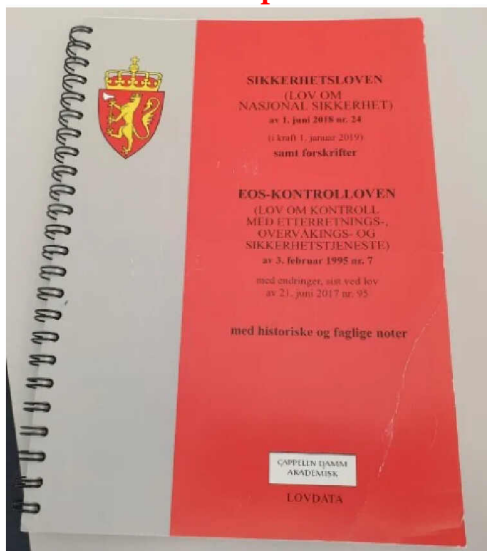 SIKKERHETSLOVEN
(LOV OM
NASJONAL SIKKERHET)
av 1. juni 2018 nr. 24
(i kraft 1. januar 2019)
samt forskrifter
EOS-KONTROLLOVEN
(LOV OM KONTROLL
MED ETTERRETNINGS-,
OVERVÅKINGS- OG
SIKKERHETSTJENESTE)
av 3. februar 1995 nr. 7
med endringer, sist ved lov
av 21. juni 2017 nr. 95
med historiske og faglige noter
CAPPELEN DAMM
AKADEMISK
LOVDATA